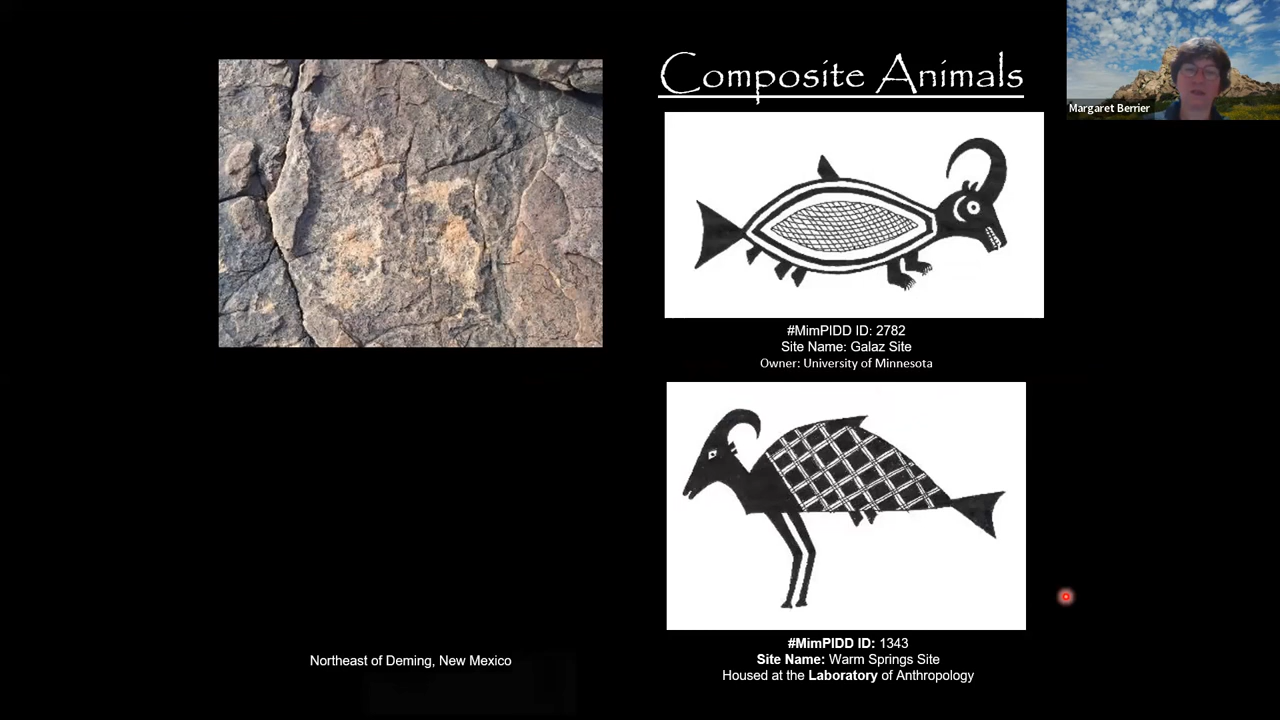 Composite Animals
Margaret Berrier
#MimPIDD ID: 2782
Site Name: Galaz Site
Owner: University of Minnesota
#MimPIDD ID: 1343
Site Name: Warm Springs Site
Housed at the Laboratory of Anthropology
Northeast of Deming, New Mexico